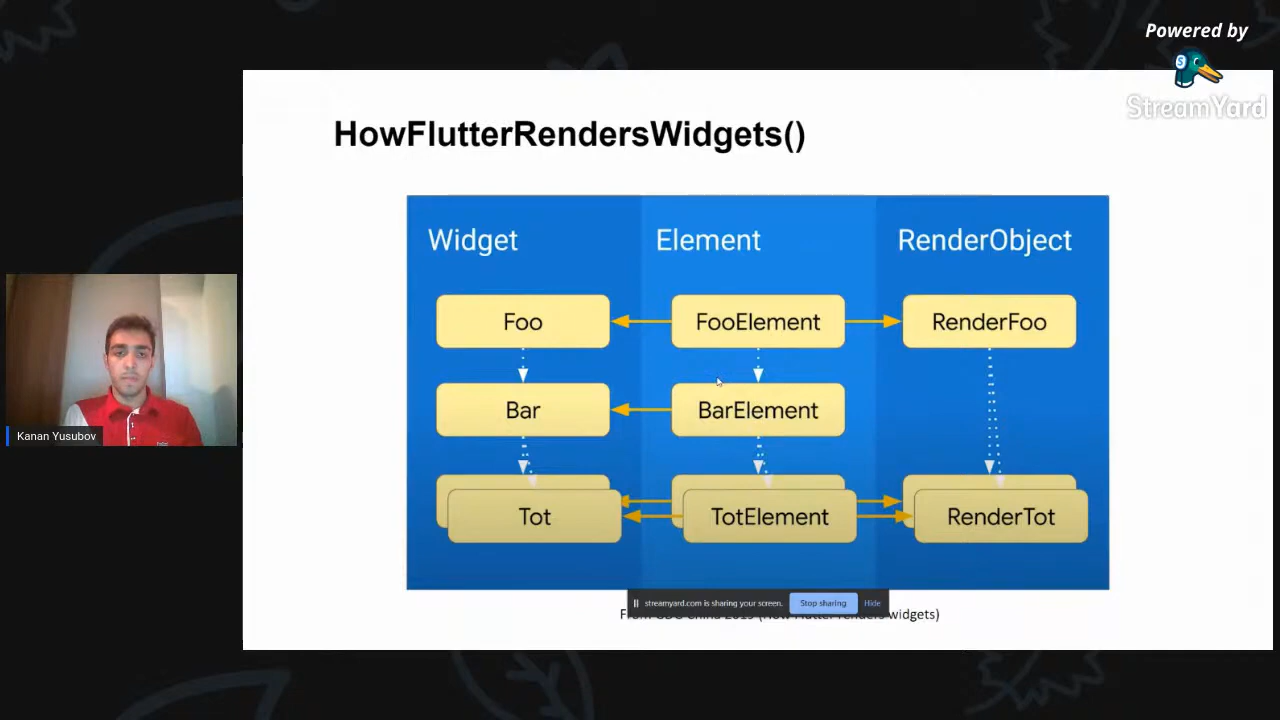 Powered by
StreamYard
HowFlutterRendersWidgets()
Widget Element RenderObject
Foo FooElement RenderFoo
Bar BarElement
Tot TotElement RenderTot
Kanan Yusubov
streamyard.com is sharing your screen. Stop sharing Hide
widgets)